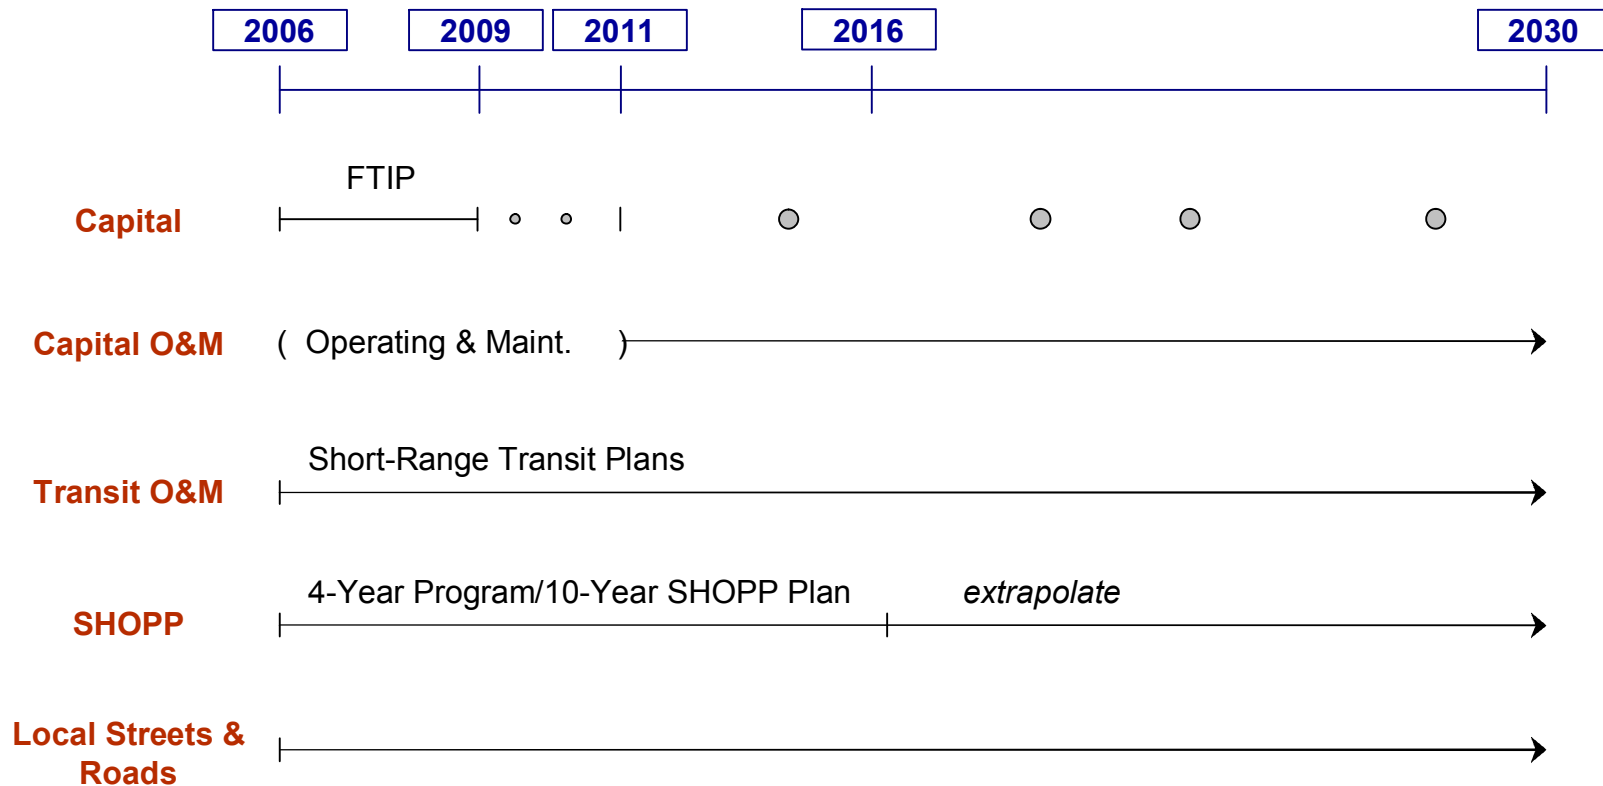 2006 2009 2011 2016 2030
FTIP
Capital
Capital O&M ( Operating & Maint. )
Short-Range Transit Plans
Transit O&M
4-Year Program/10-Year SHOPP Plan extrapolate
SHOPP
Local Streets &
Roads